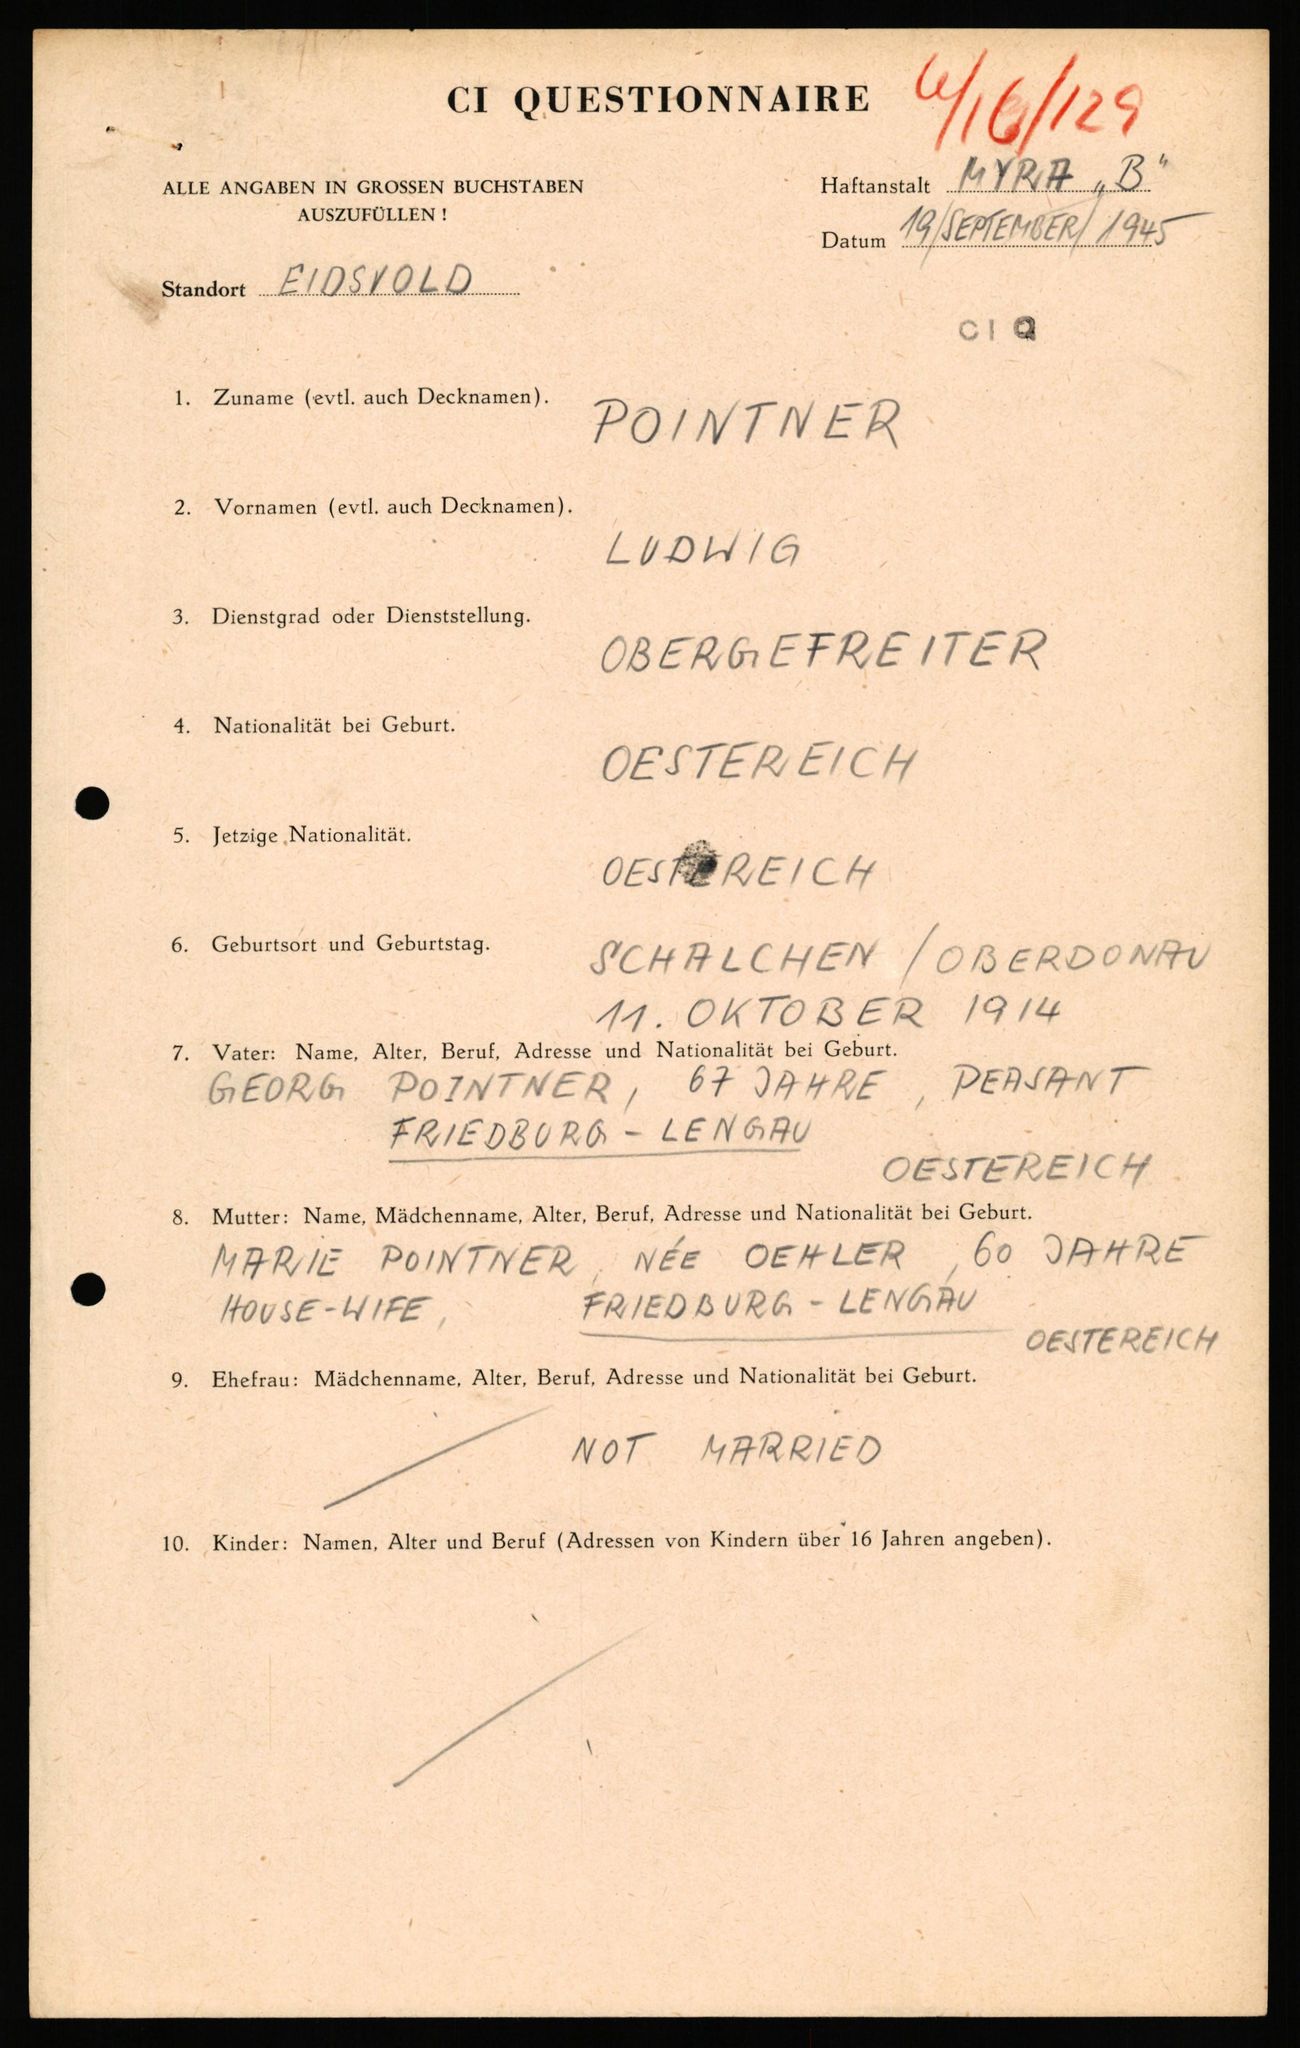 CI QUESTIONNAIRE
/16/129
ALLE ANGABEN IN GROSSEN BUCHSTABEN
AUSZUFÜLLEN !
Haftanstalt MYRA „B"
Datum 19/SEPTEMBER/1945
Standort EIDSVOLD
CIQ
1. Zuname (evtl. auch Decknamen).
POINTNER
2. Vornamen (evtl. auch Decknamen).
LUDWIG
3. Dienstgrad oder Dienststellung.
OBERGEFREITER
4. Nationalität bei Geburt.
OESTEREICH
5. Jetzige Nationalität.
OESTEREICH
6. Geburtsort und Geburtstag.
SCHALCHEN / OBERDONAU
11. OKTOBER 1914
7. Vater: Name, Alter, Beruf, Adresse und Nationalität bei Geburt.
GEORG POINTNER, 67 JAHRE, PEASANT
FRIEDBURG - LENGAU
OESTEREICH
8. Mutter: Name, Mädchenname, Alter, Beruf, Adresse und Nationalität bei Geburt.
MARIE POINTNER, NÉE OEHLER, 60 JAHRE
HOUSE-WIFE, FRIEDBURG - LENGAU
OESTEREICH
9. Ehefrau: Mädchenname, Alter, Beruf, Adresse und Nationalität bei Geburt.
NOT MARRIED
10. Kinder: Namen, Alter und Beruf (Adressen von Kindern über 16 Jahren angeben).